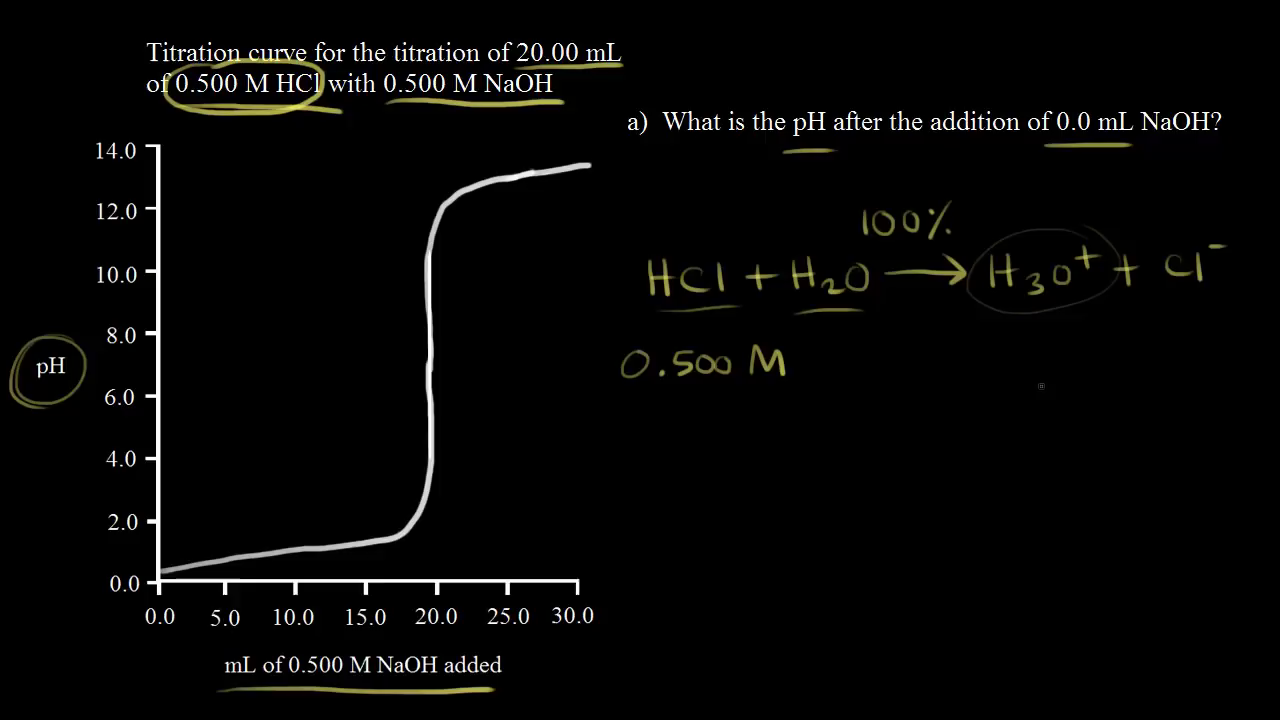 Titration curve for the titration of 20.00 mL
of 0.500 M HCl with 0.500 M NaOH
a) What is the pH after the addition of 0.0 mL NaOH?
100%
HCl + H₂O → H₃O⁺ + Cl⁻
0.500 M
pH
14.0
12.0
10.0
8.0
6.0
4.0
2.0
0.0
0.0 5.0 10.0 15.0 20.0 25.0 30.0
mL of 0.500 M NaOH added